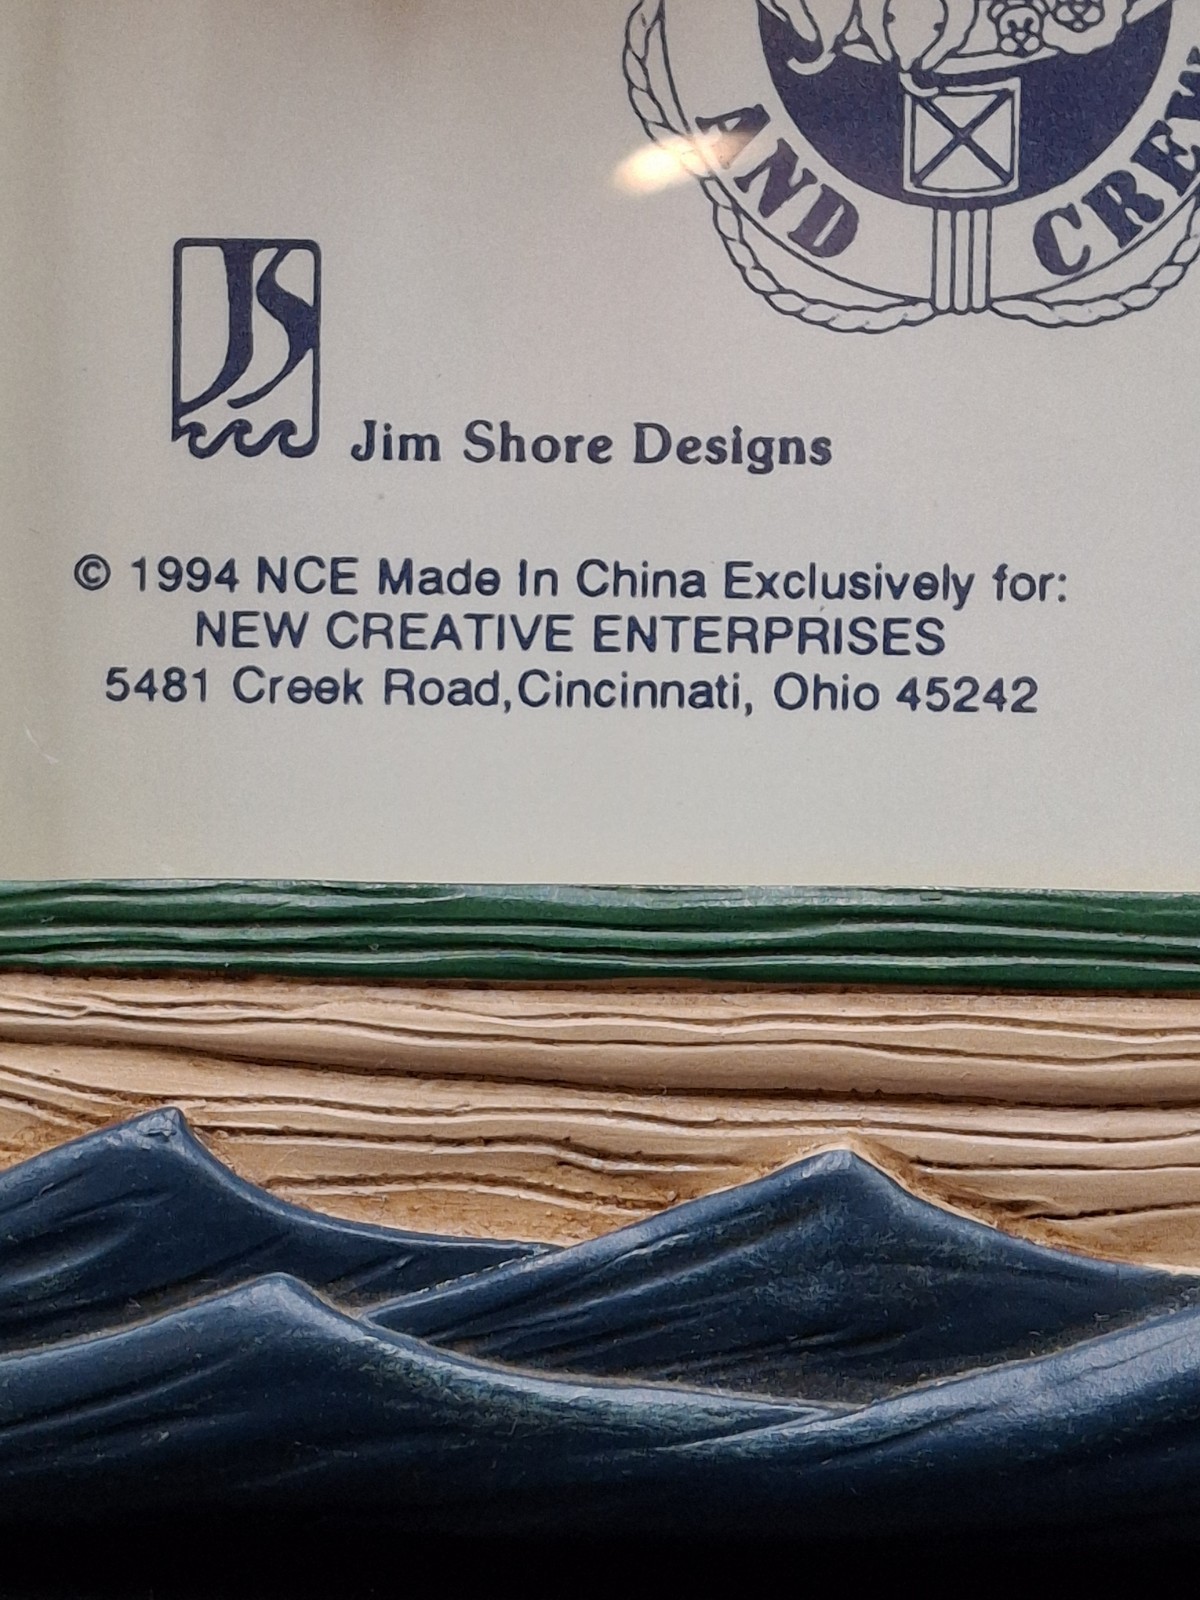 AND CREW
JS
Jim Shore Designs
© 1994 NCE Made In China Exclusively for:
NEW CREATIVE ENTERPRISES
5481 Creek Road,Cincinnati, Ohio 45242